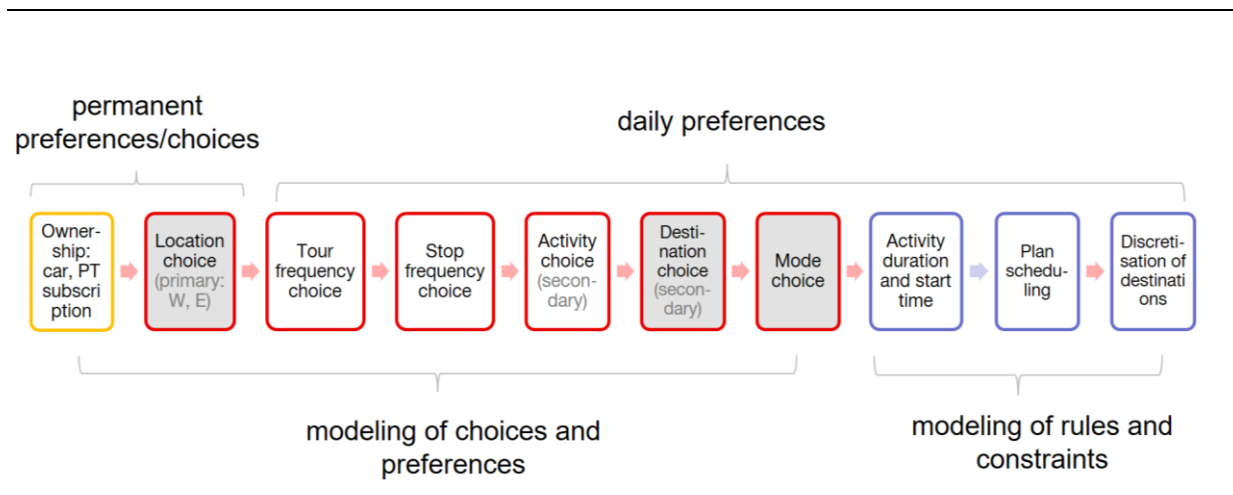 permanent
preferences/choices
daily preferences
Owner-
ship:
car, PT
subscri
ption
Location
choice
(primary:
W, E)
Tour
frequency
choice
Stop
frequency
choice
Activity
choice
(secon-
dary)
Desti-
nation
choice
(secon-
dary)
Mode
choice
Activity
duration
and start
time
Plan
schedu-
ling
Discreti-
sation of
destinati
ons
modeling of choices and
preferences
modeling of rules and
constraints